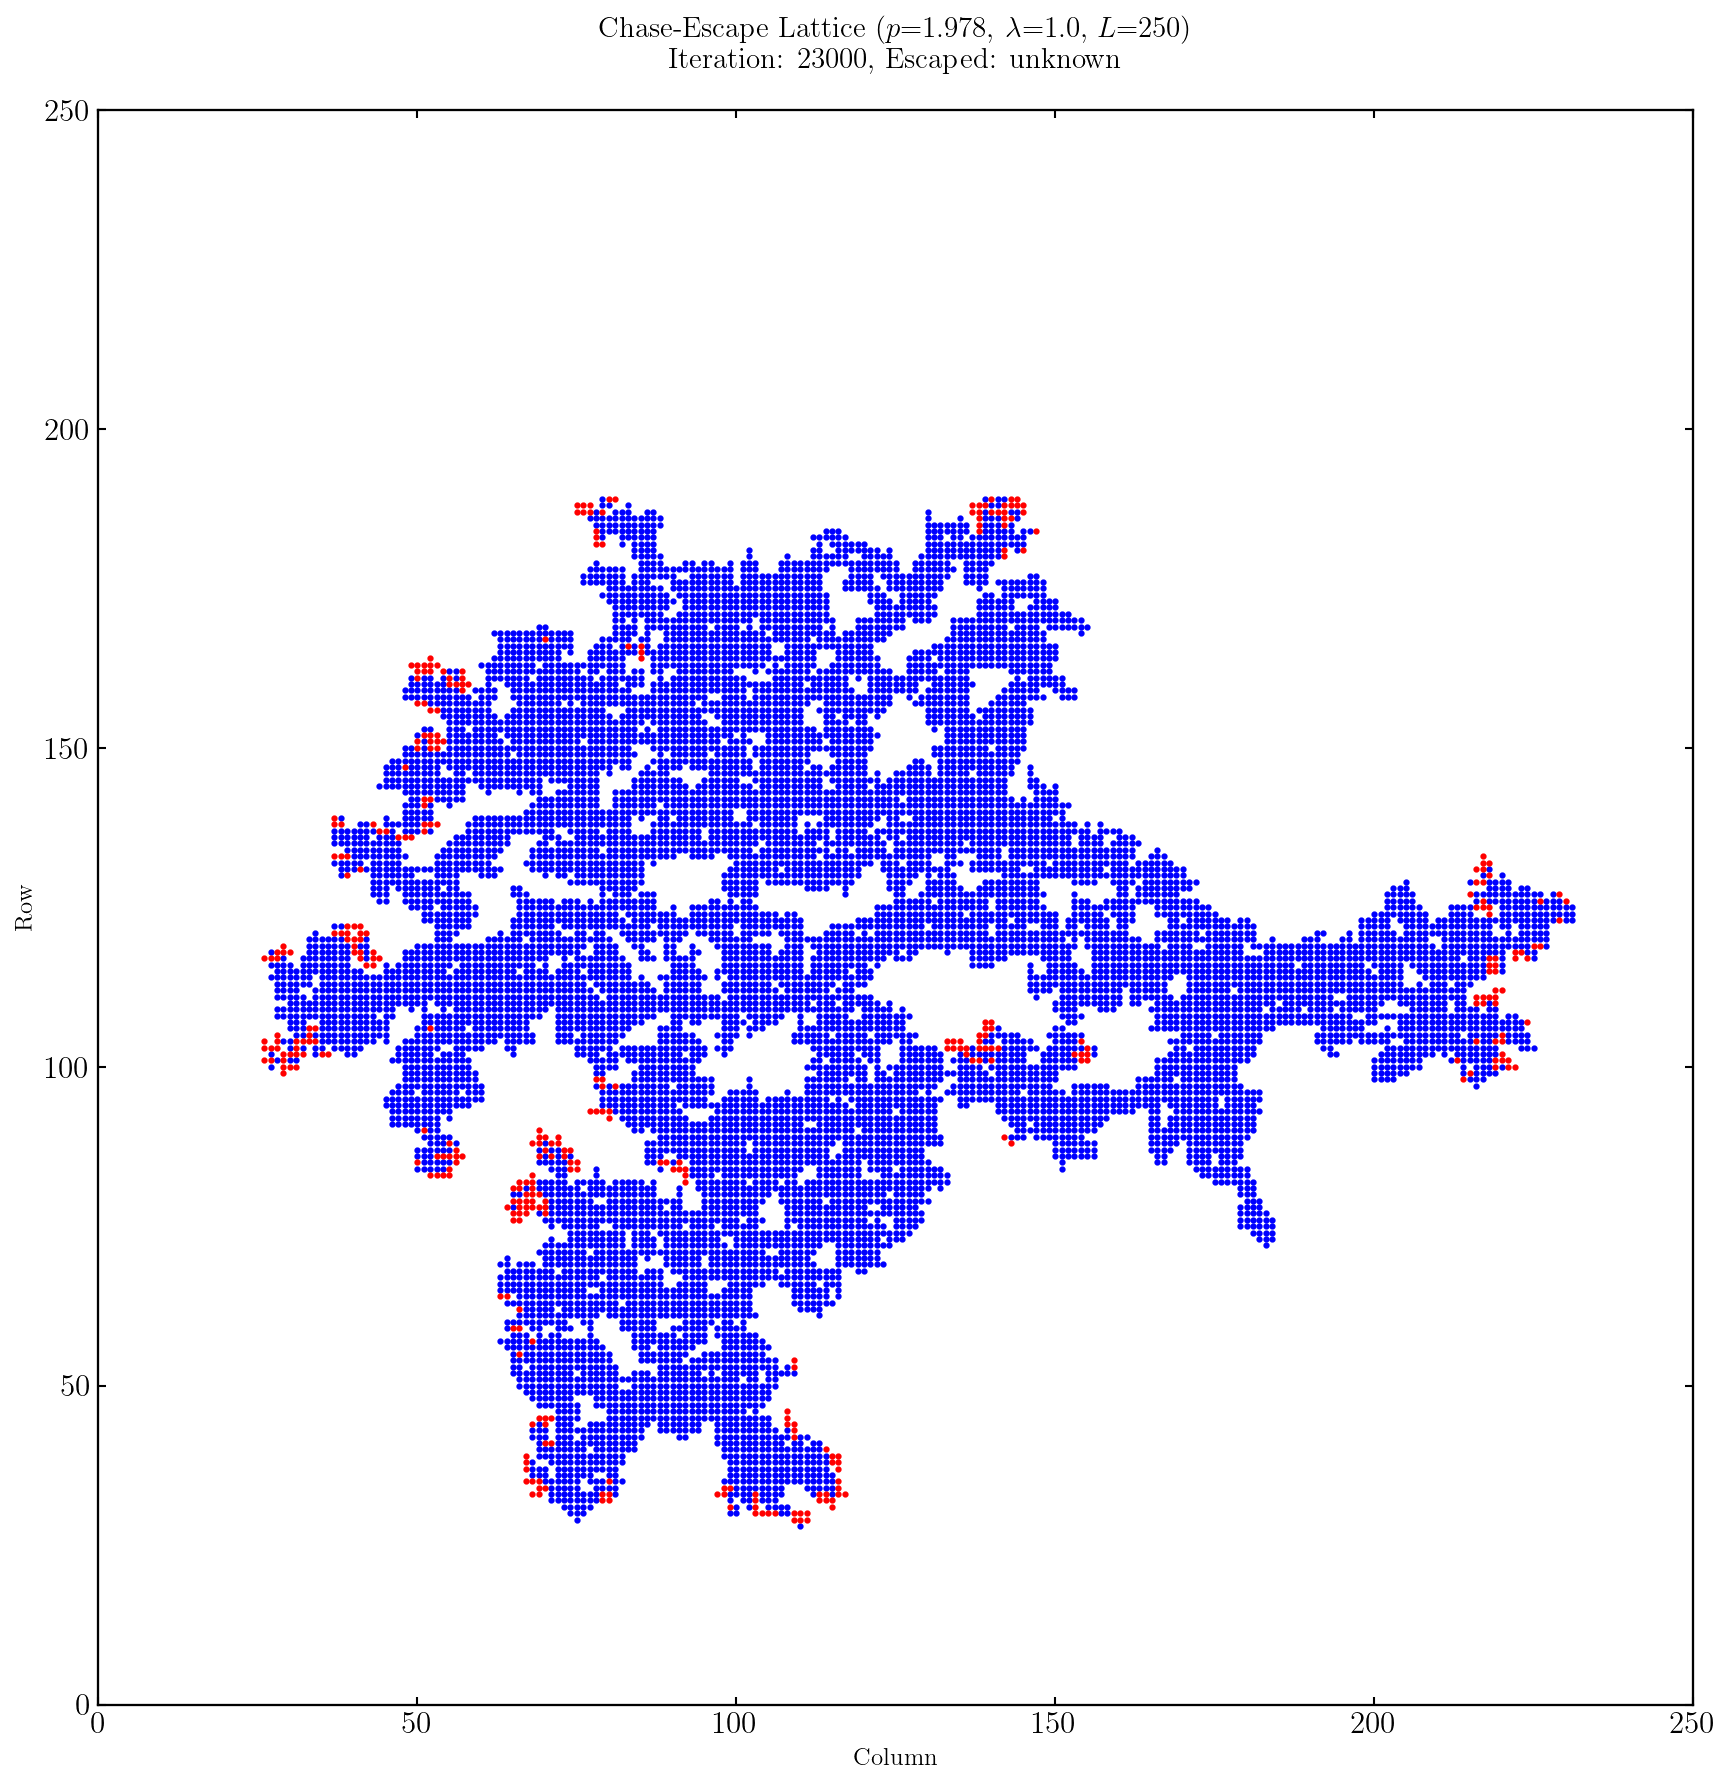 Chase-Escape Lattice (p=1.978, λ=1.0, L=250)
Iteration: 23000, Escaped: unknown
250
200
150
100
50
0
Row
0 50 100 150 200 250
Column